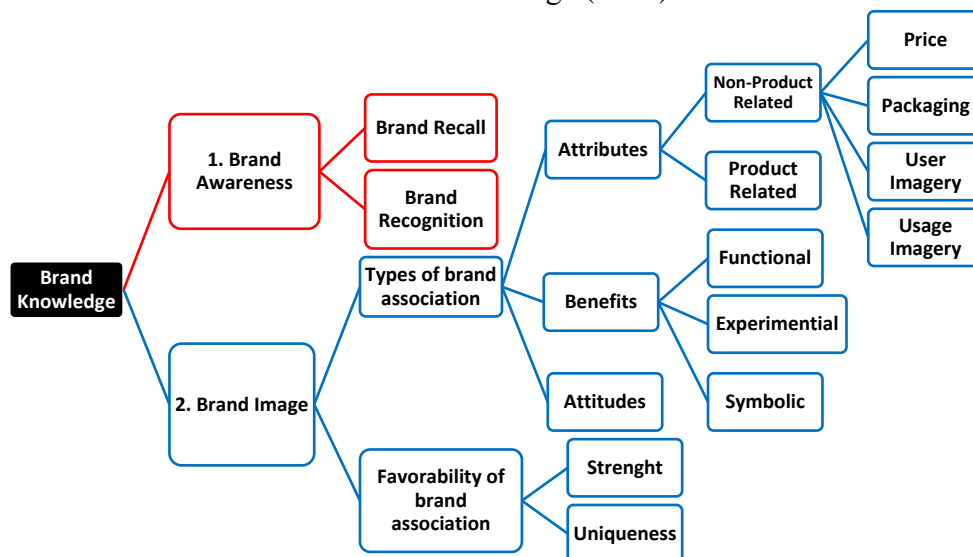 Brand
Knowledge
1. Brand
Awareness
Brand Recall
Brand
Recognition
2. Brand Image
Types of brand
association
Attributes
Non-Product
Related
Price
Packaging
User
Imagery
Usage
Imagery
Product
Related
Benefits
Functional
Experimential
Symbolic
Attitudes
Favorability of
brand
association
Strenght
Uniqueness